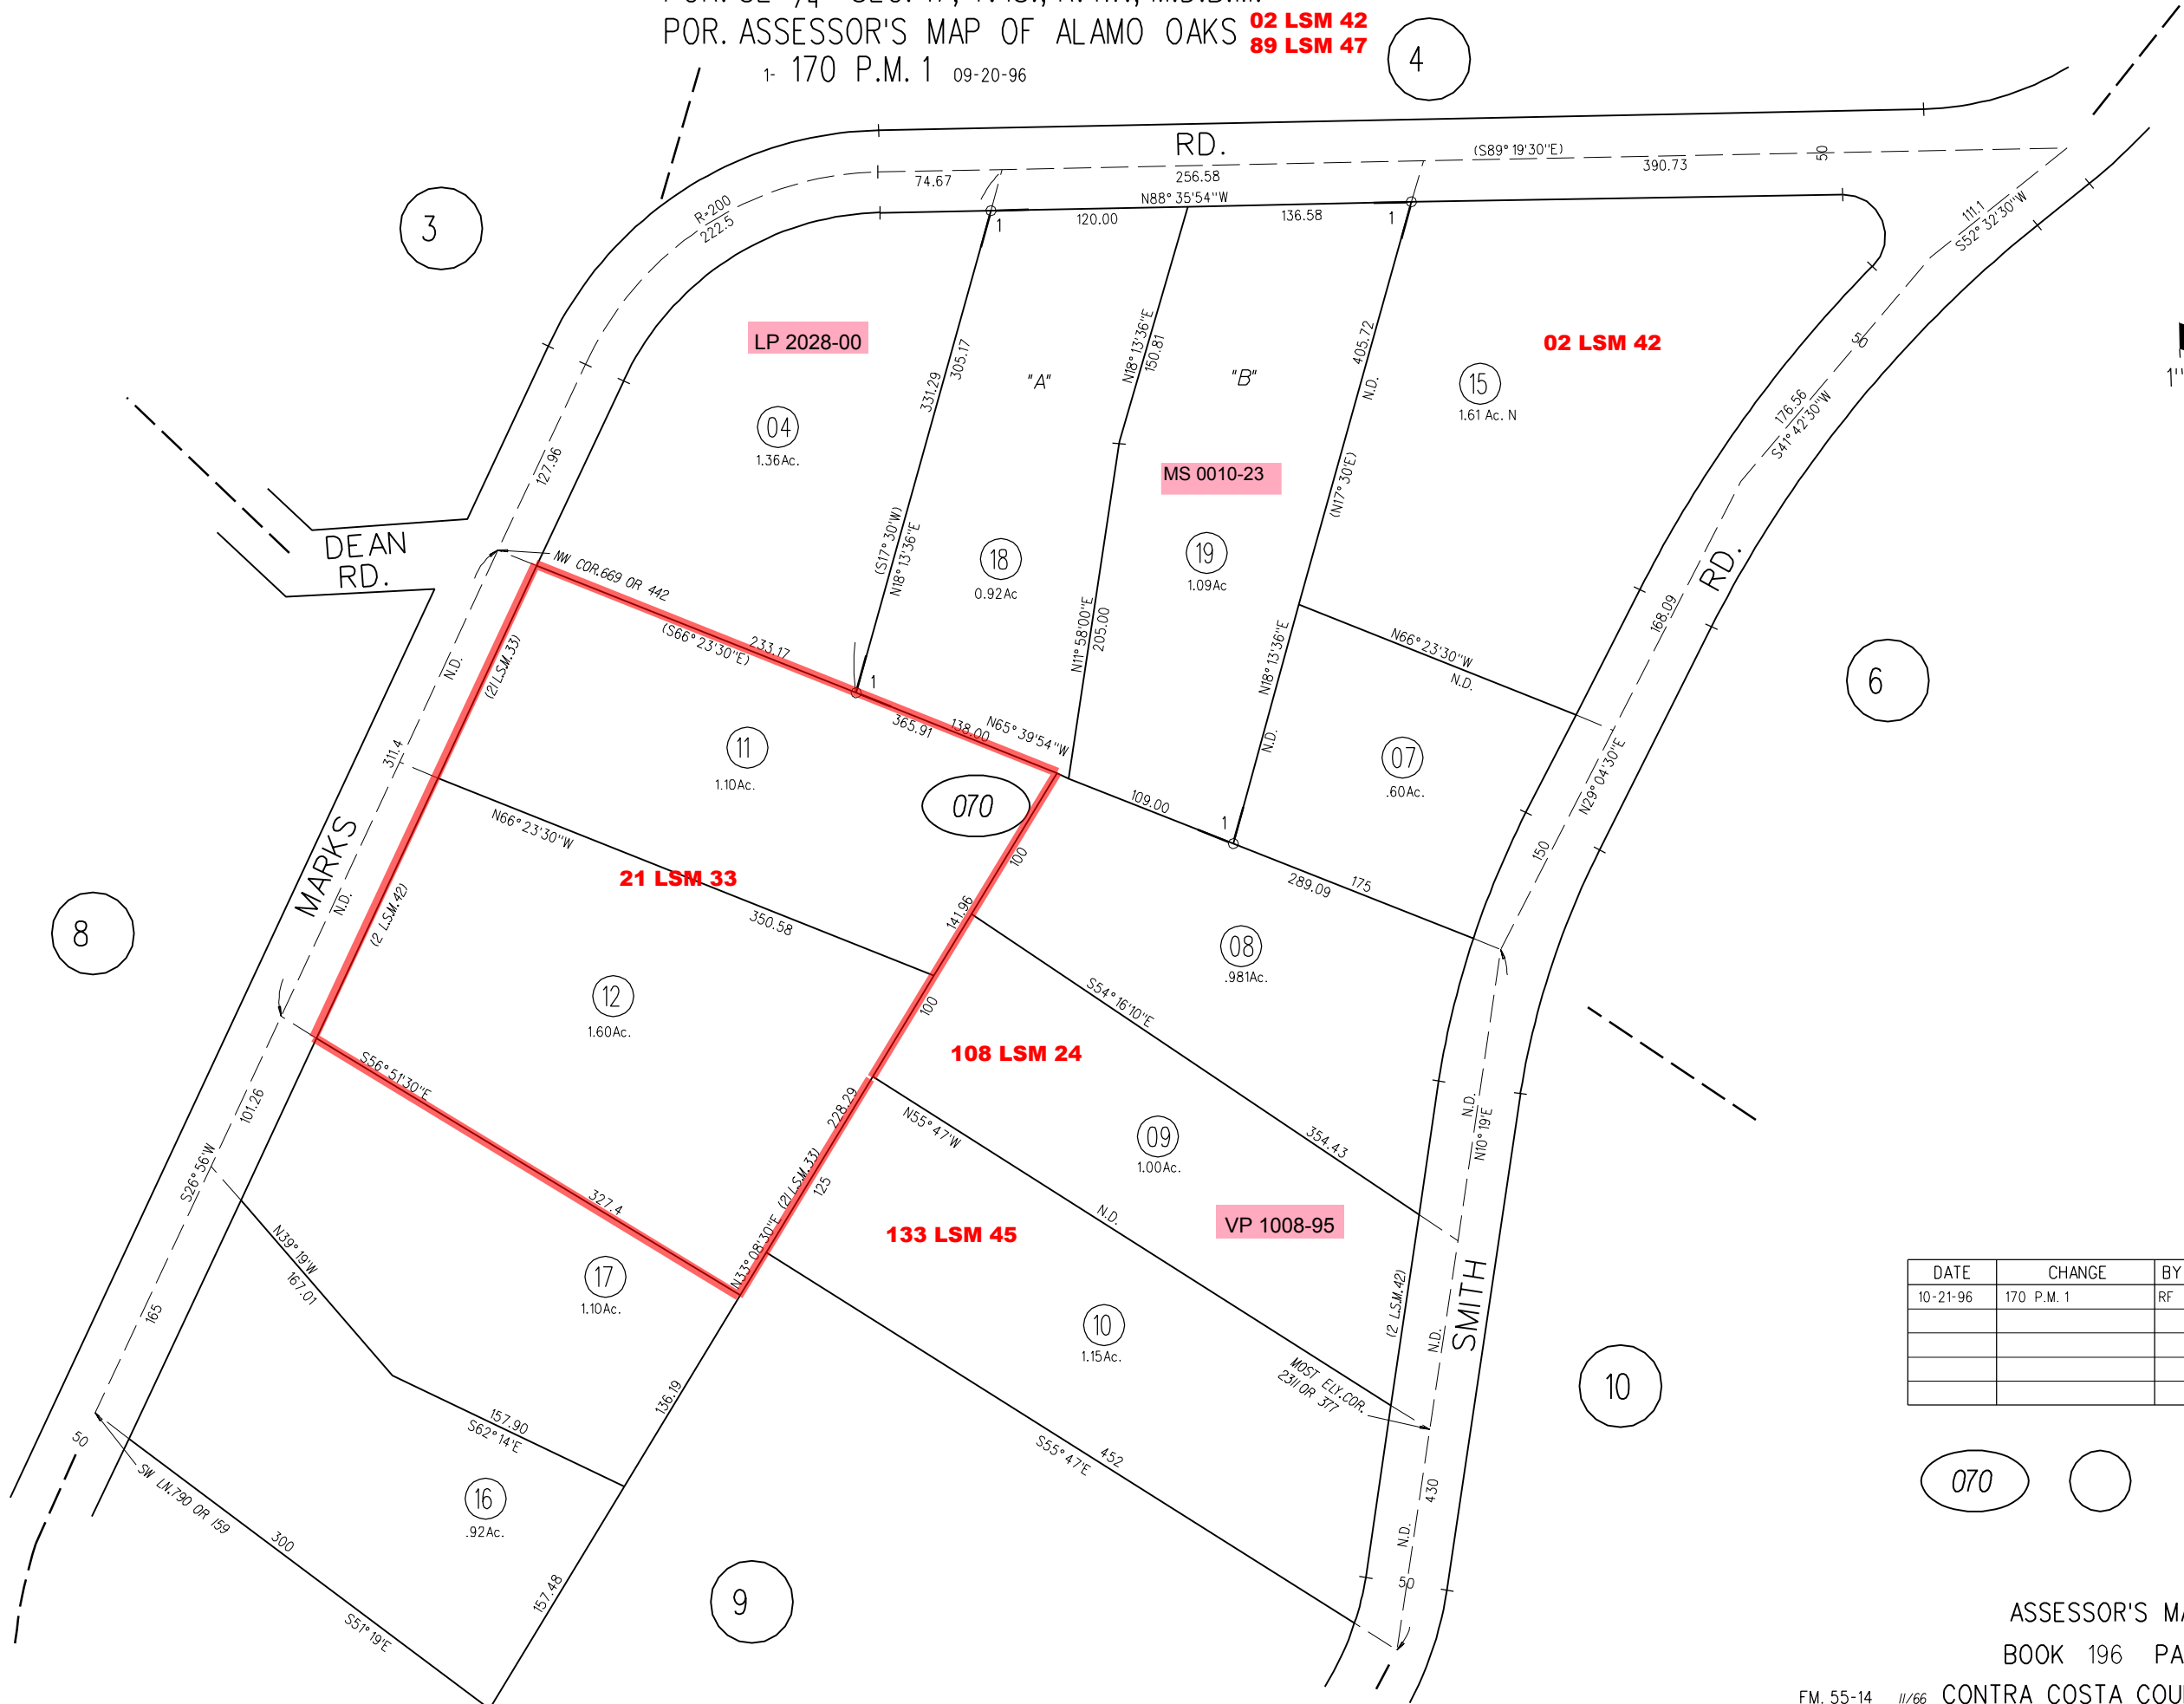 POR. ASSESSOR'S MAP OF ALAMO OAKS
02 LSM 42
89 LSM 47
1- 170 P.M. 1 09-20-96
4
3
RD.
(S89°19'30"E)
390.73
50
74.67
256.58
N88°35'54"W
120.00
136.58
1
1
R=200
222.5
111.1
S52°32'30"W
LP 2028-00
02 LSM 42
50
1"
331.29
305.17
"A"
N18°13'36"E
150.81
"B"
405.72
N.D.
15
1.61 Ac. N
176.56
S41°42'30"W
04
1.36Ac.
127.96
MS 0010-23
(N17°30'E)
(S17°30'W)
N18°13'36"E
18
0.92Ac
19
1.09Ac
DEAN
RD.
NW COR.669 OR 442
(S66°23'30"E)
233.17
RD.
168.09
N11°58'00"E
205.00
N18°13'36"E
N.D.
N66°23'30"W
N.D.
6
N.D.
(21 L.S.M.33)
1
365.91
138.00
N65°39'54"W
311.4
11
1.10Ac.
070
109.00
1
07
.60Ac.
N29°04'30"E
150
MARKS
N.D.
(2 L.S.M.42)
N66°23'30"W
21 LSM 33
350.58
100
141.96
289.09
175
8
08
.981Ac.
12
1.60Ac.
100
S54°16'10"E
108 LSM 24
S56°51'30"E
101.26
228.29
N55°47'W
09
1.00Ac.
354.43
N.D.
N10°19'E
S26°56'W
327.4
N33°08'30"E (21 L.S.M.33)
125
133 LSM 45
N.D.
VP 1008-95
N39°19'W
167.01
17
1.10Ac.
165
10
1.15Ac.
(2 L.S.M.42)
SMITH
N.D.
MOST ELY.COR.
2311 OR 377
10
DATE CHANGE BY
10-21-96 170 P.M. 1 RF
136.19
157.90
S62°14'E
50
SW LN.790 OR 159
16
.92Ac.
S55°47'E
452
430
N.D.
070
300
157.48
50
9
S51°19'E
ASSESSOR'S
BOOK 196
FM. 55-14 11/66 CONTRA COSTA